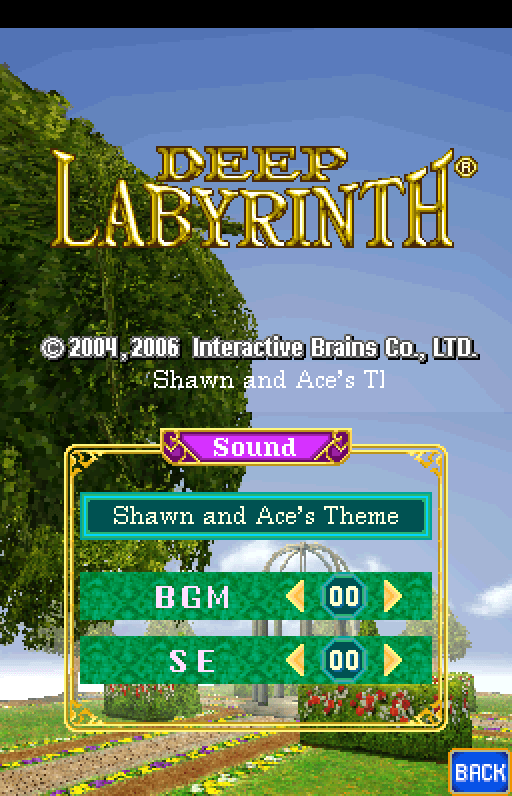 DEEP
LABYRINTH®
© 2004, 2006 Interactive Brains Co., LTD.
Shawn and Ace's Tl
Sound
Shawn and Ace's Theme
BGM 00
SE 00
BACK